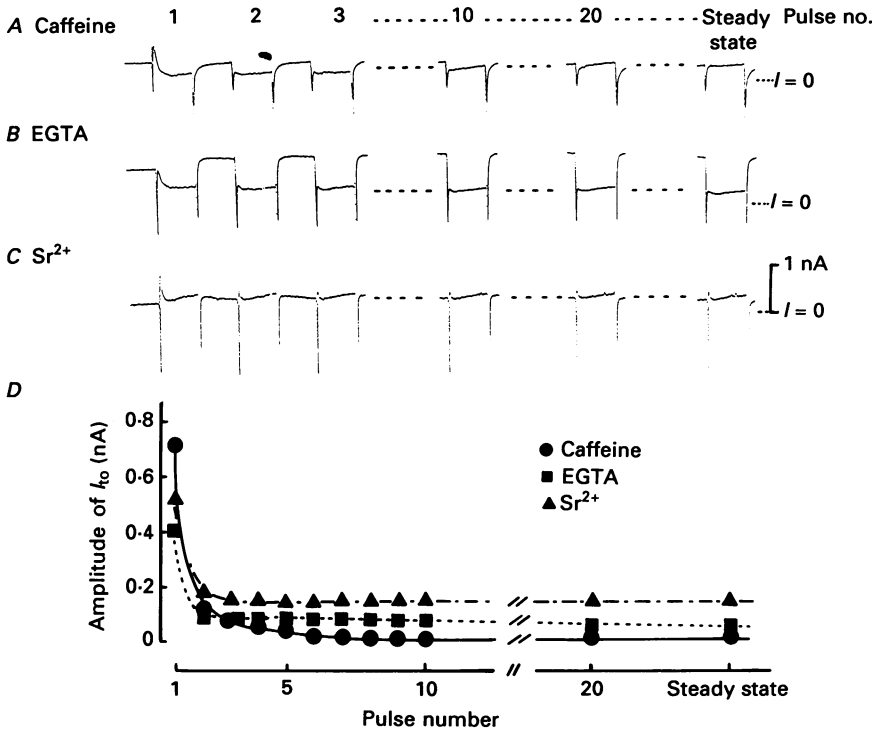 A Caffeine 1 2 3 10 20 Steady state Pulse no.
I = 0
B EGTA
I = 0
C Sr²⁺
1 nA
I = 0
D
Amplitude of Ito (nA)
0·8
0·6
0·4
0·2
0
Caffeine
EGTA
Sr²⁺
1 5 10 20 Steady state
Pulse number